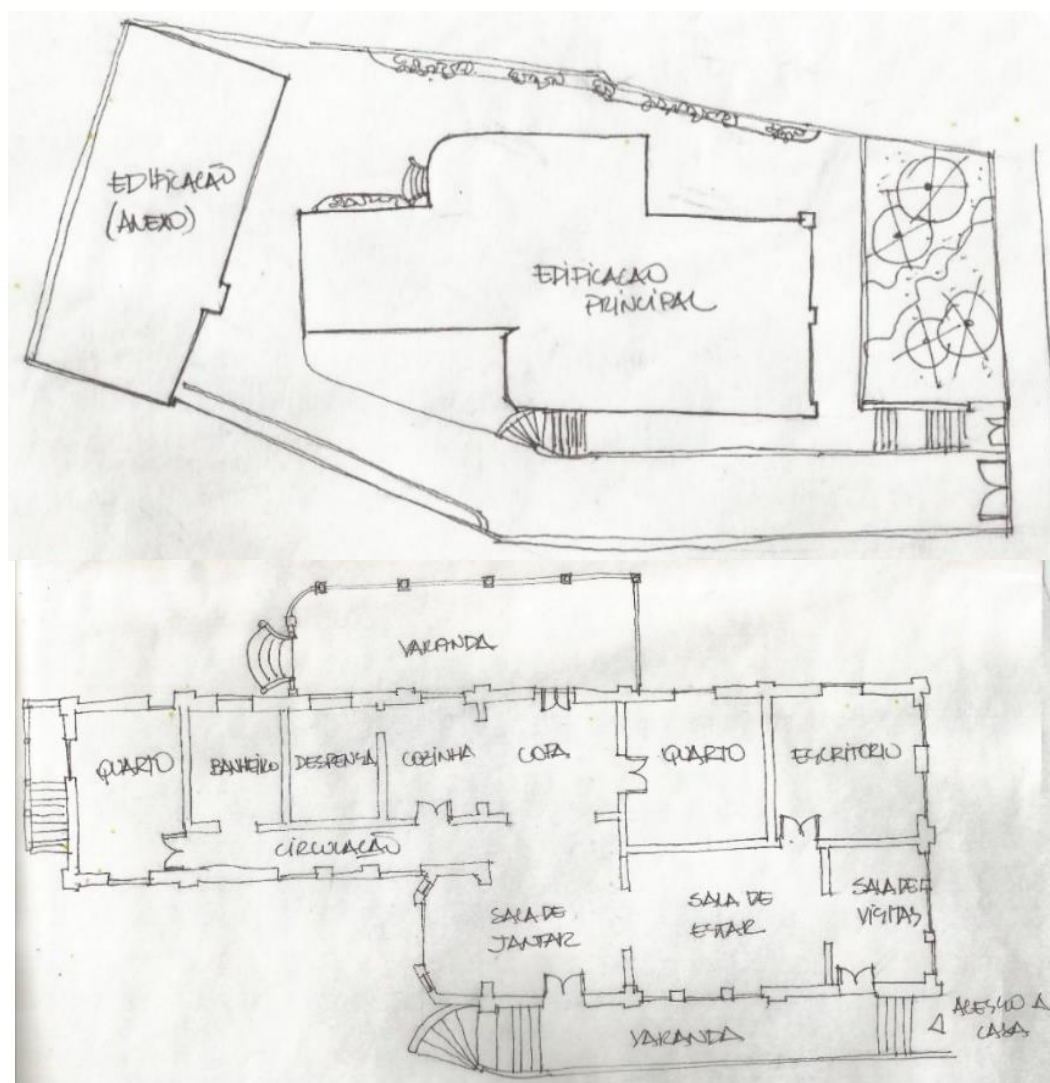 EDIFICAÇÃO
(ANEXO)
EDIFICAÇÃO
PRINCIPAL
VARANDA
QUARTO
BANHEIRO
DESPENSA
COZINHA
COPA
QUARTO
ESCRITÓRIO
CIRCULAÇÃO
SALA DE
JANTAR
SALA DE
ESTAR
SALA DE
VISITAS
VARANDA
ACESSO A
CASA